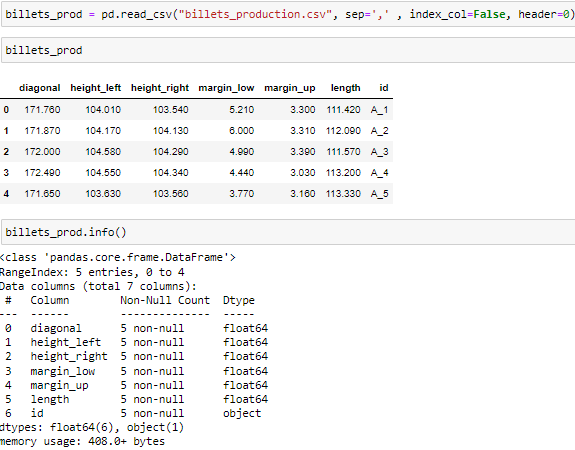 billets_prod = pd.read_csv("billets_production.csv", sep=',' , index_col=False, header=0)
billets_prod
diagonal height_left height_right margin_low margin_up length id
0 171.760 104.010 103.540 5.210 3.300 111.420 A_1
1 171.870 104.170 104.130 6.000 3.310 112.090 A_2
2 172.000 104.580 104.290 4.990 3.390 111.570 A_3
3 172.490 104.550 104.340 4.440 3.030 113.200 A_4
4 171.650 103.630 103.560 3.770 3.160 113.330 A_5
billets_prod.info()
<class 'pandas.core.frame.DataFrame'>
RangeIndex: 5 entries, 0 to 4
Data columns (total 7 columns):
# Column Non-Null Count Dtype
--- ------ -------------- -----
0 diagonal 5 non-null float64
1 height_left 5 non-null float64
2 height_right 5 non-null float64
3 margin_low 5 non-null float64
4 margin_up 5 non-null float64
5 length 5 non-null float64
6 id 5 non-null object
dtypes: float64(6), object(1)
memory usage: 408.0+ bytes